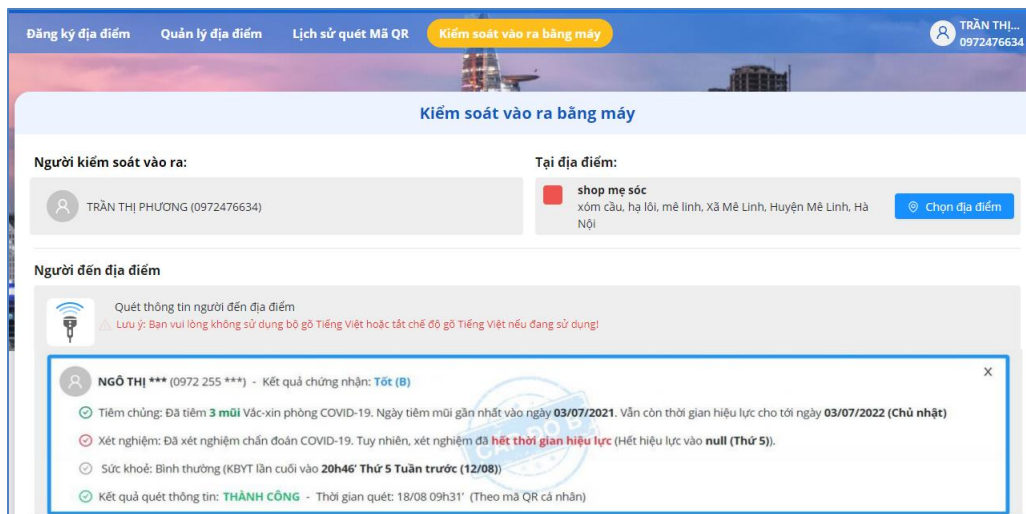 Đăng ký địa điểm Quản lý địa điểm Lịch sử quét Mã QR Kiểm soát vào ra bằng máy TRẦN THỊ...
0972476634
Kiểm soát vào ra bằng máy
Người kiểm soát vào ra:
TRẦN THỊ PHƯƠNG (0972476634)
Tại địa điểm:
shop mẹ sóc
xóm cầu, hạ lôi, mê linh, Xã Mê Linh, Huyện Mê Linh, Hà
Nội
Chọn địa điểm
Người đến địa điểm
Quét thông tin người đến địa điểm
Lưu ý: Bạn vui lòng không sử dụng bộ gõ Tiếng Việt hoặc tắt chế độ gõ Tiếng Việt nếu đang sử dụng!
X
NGÔ THỊ *** (0972 255 ***) - Kết quả chứng nhận: Tốt (B)
Tiêm chủng: Đã tiêm 3 mũi Vắc-xin phòng COVID-19. Ngày tiêm mũi gần nhất vào ngày 03/07/2021. Vẫn còn thời gian hiệu lực cho tới ngày 03/07/2022 (Chủ nhật)
Xét nghiệm: Đã xét nghiệm chẩn đoán COVID-19. Tuy nhiên, xét nghiệm đã hết thời gian hiệu lực (Hết hiệu lực vào null (Thứ 5)).
Sức khoẻ: Bình thường (KBYT lần cuối vào 20h46' Thứ 5 Tuần trước (12/08))
Kết quả quét thông tin: THÀNH CÔNG - Thời gian quét: 18/08 09h31' (Theo mã QR cá nhân)
CẤP ĐỘ B